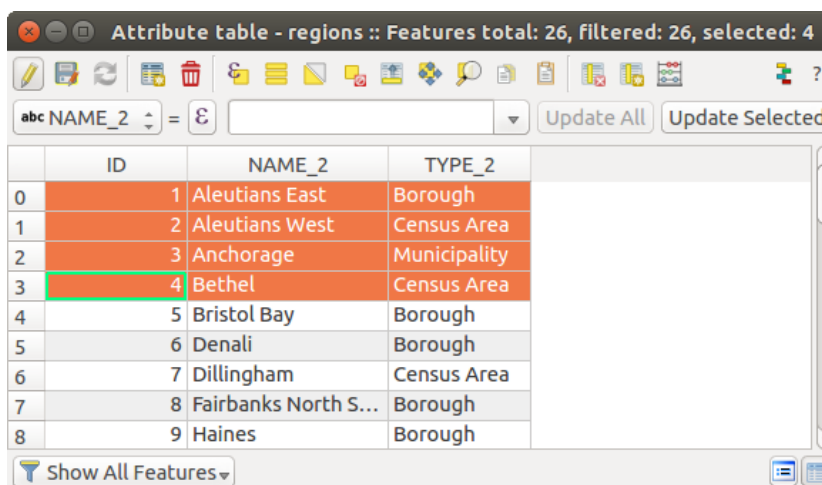 Attribute table - regions :: Features total: 26, filtered: 26, selected: 4
abc NAME_2 = ε Update All Update Selected
ID NAME_2 TYPE_2
0 1 Aleutians East Borough
1 2 Aleutians West Census Area
2 3 Anchorage Municipality
3 4 Bethel Census Area
4 5 Bristol Bay Borough
5 6 Denali Borough
6 7 Dillingham Census Area
7 8 Fairbanks North S... Borough
8 9 Haines Borough
Show All Features